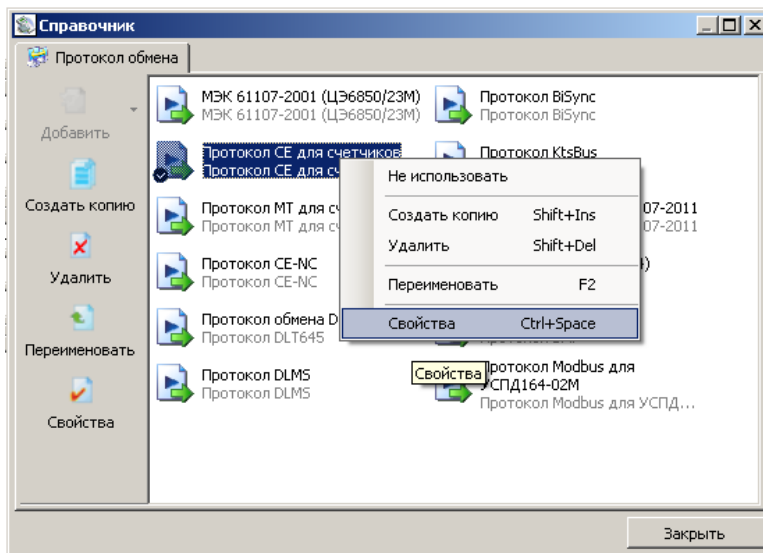 Справочник
Протокол обмена
Добавить
Создать копию
Удалить
Переименовать
Свойства
МЭК 61107-2001 (ЦЭ6850/23М)
МЭК 61107-2001 (ЦЭ6850/23М)
Протокол BiSync
Протокол BiSync
Протокол СЕ для счетчиков
Протокол СЕ для сч
Протокол KtsBus
Протокол МТ для сч
Протокол МТ для сч
07-2011
07-2011
Протокол CE-NC
Протокол CE-NC
Протокол обмена D
Протокол DLT645
Протокол DLMS
Протокол DLMS
Протокол Modbus для
УСПД164-02М
Протокол Modbus для УСПД...
Не использовать
Создать копию Shift+Ins
Удалить Shift+Del
Переименовать F2
Свойства Ctrl+Space
Свойства
Закрыть